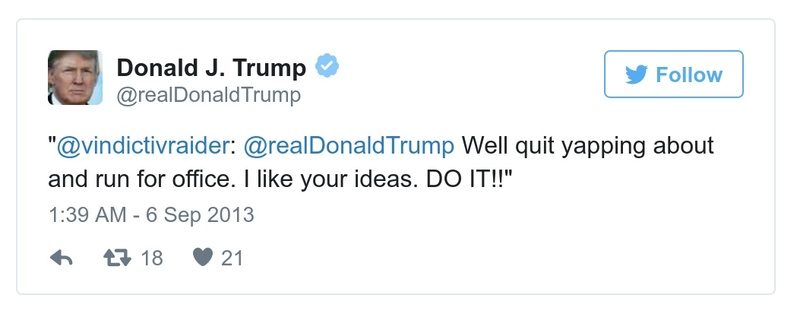 Donald J. Trump
@realDonaldTrump
Follow
"@vindictivraider: @realDonaldTrump Well quit yapping about
and run for office. I like your ideas. DO IT!!"
1:39 AM - 6 Sep 2013
18 21